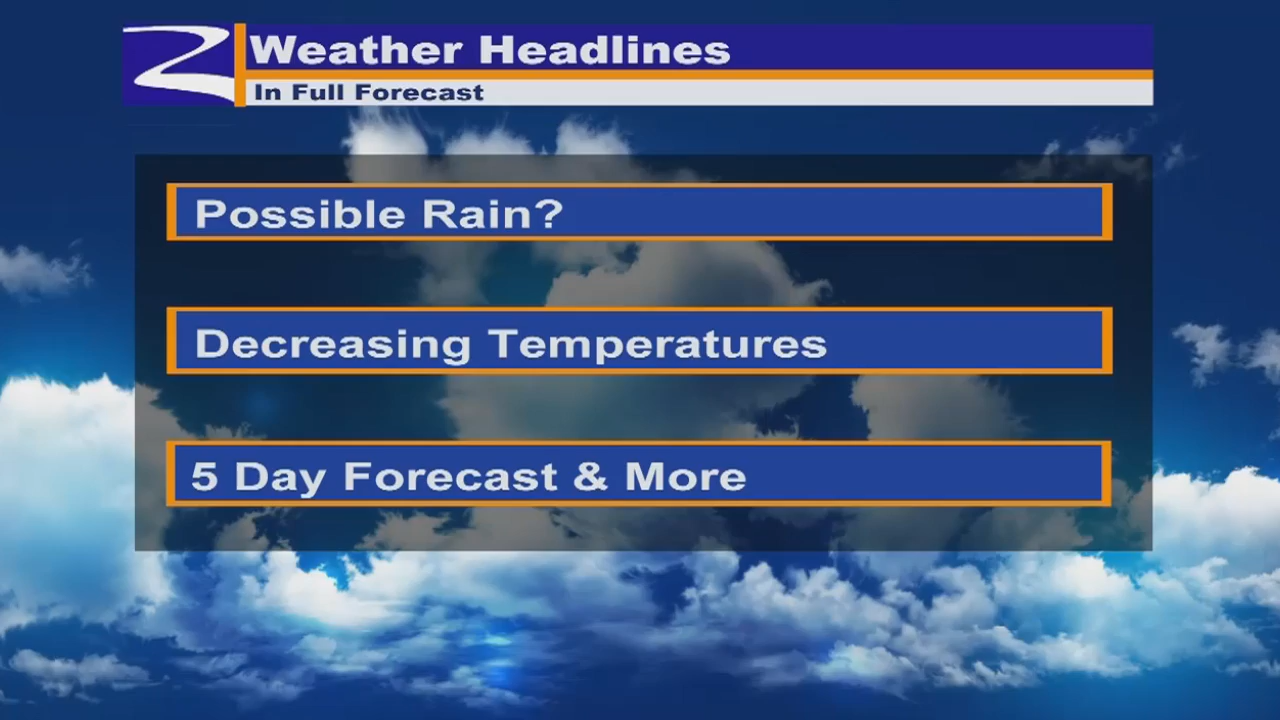 Weather Headlines
In Full Forecast
Possible Rain?
Decreasing Temperatures
5 Day Forecast & More